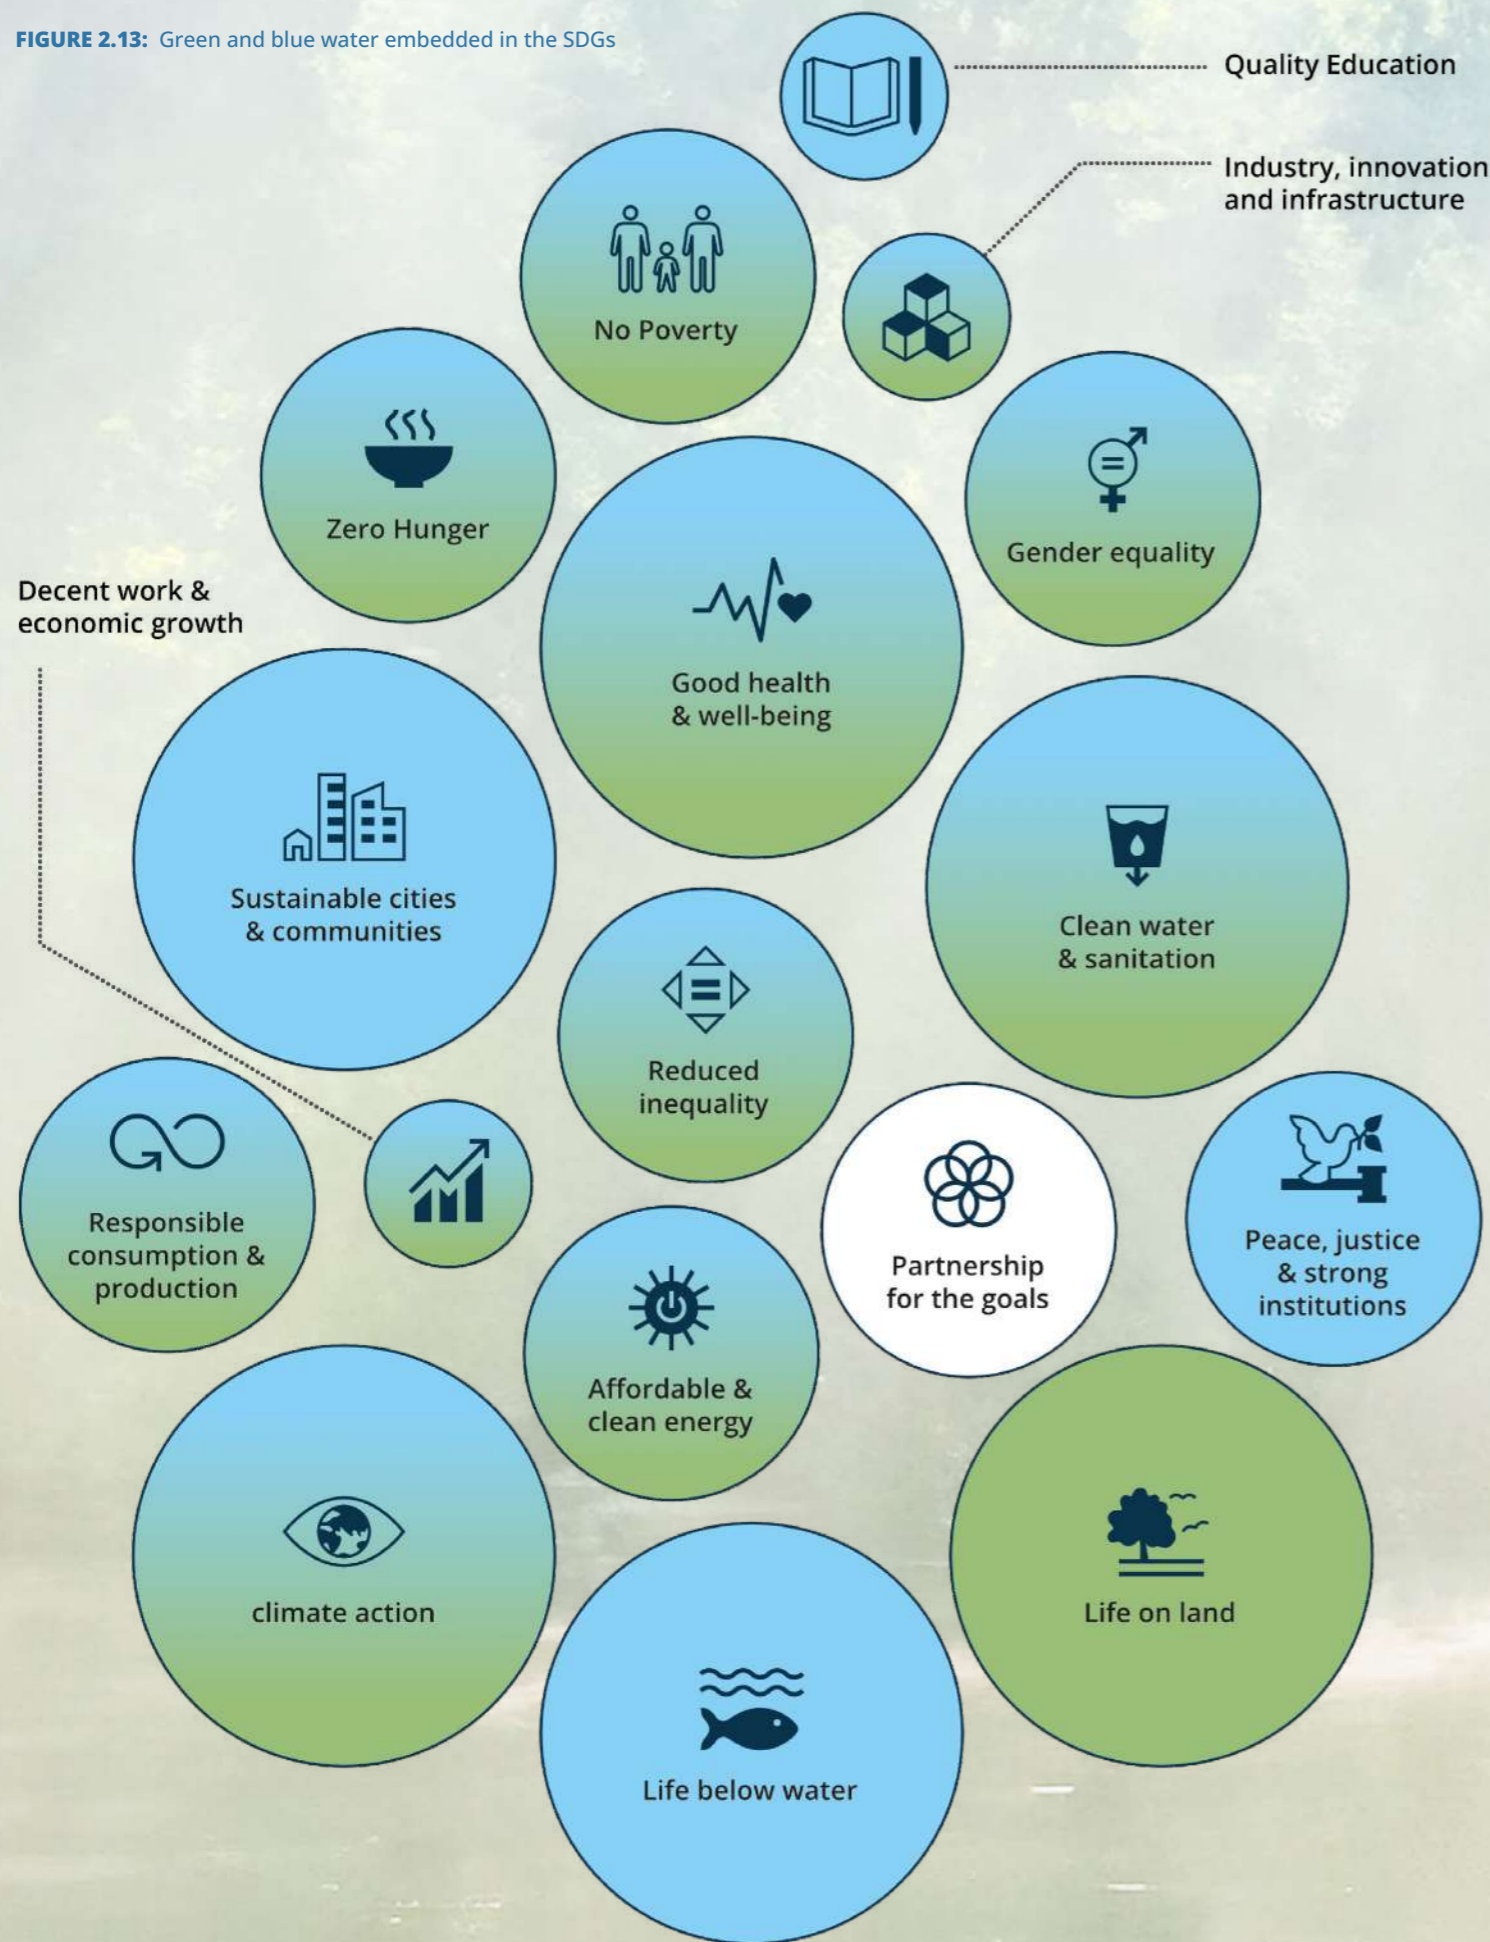 FIGURE 2.13: Green and blue water embedded in the SDGs
Quality Education
Industry, innovation
and infrastructure
No Poverty
Zero Hunger
Gender equality
Decent work &
economic growth
Good health
& well-being
Sustainable cities
& communities
Clean water
& sanitation
Reduced
inequality
Responsible
consumption &
production
Partnership
for the goals
Peace, justice
& strong
institutions
Affordable &
clean energy
climate action
Life on land
Life below water